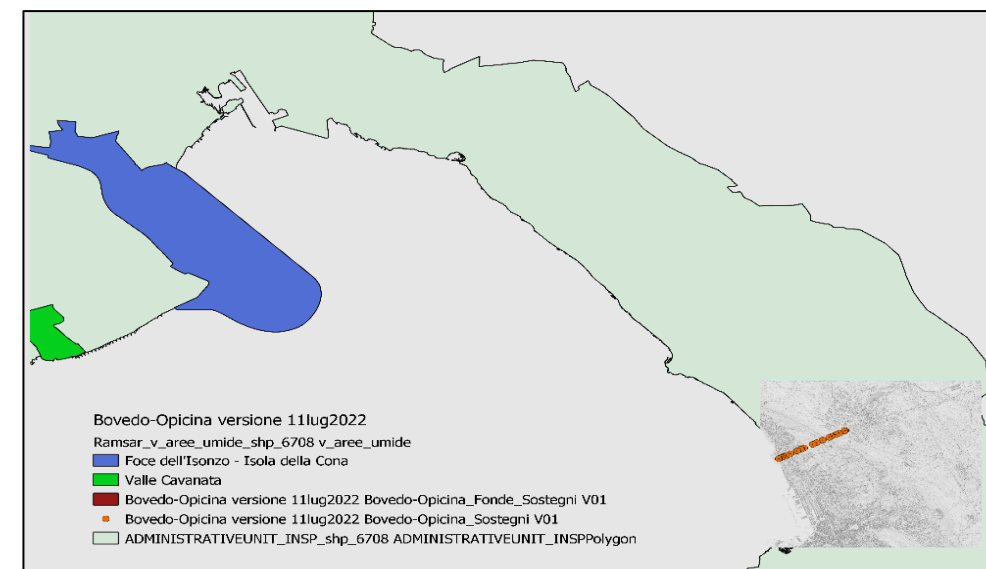 Bovedo-Opicina versione 11lug2022
Ramsar_v_aree_umide_shp_6708 v_aree_umide
Foce dell'Isonzo - Isola della Cona
Valle Cavanata
Bovedo-Opicina versione 11lug2022 Bovedo-Opicina_Fonde_Sostegni V01
Bovedo-Opicina versione 11lug2022 Bovedo-Opicina_Sostegni V01
ADMINISTRATIVEUNIT_INSP_shp_6708 ADMINISTRATIVEUNIT_INSPPolygon